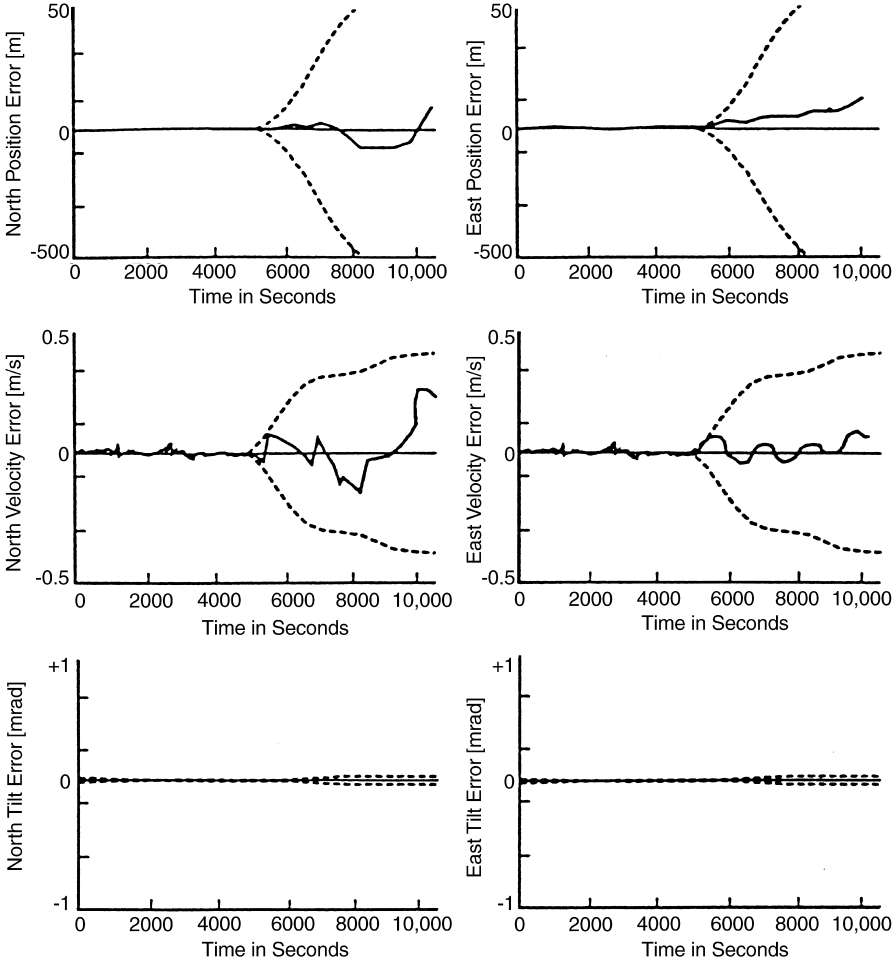 North Position Error [m]
50
0
-500
0 2000 4000 6000 8000 10,000
Time in Seconds
East Position Error [m]
50
0
-500
0 2000 4000 6000 8000 10,000
Time in Seconds
North Velocity Error [m/s]
0.5
0
-0.5
0 2000 4000 6000 8000 10,000
Time in Seconds
East Velocity Error [m/s]
0.5
0
-0.5
0 2000 4000 6000 8000 10,000
Time in Seconds
North Tilt Error [mrad]
+1
0
-1
0 2000 4000 6000 8000 10,000
Time in Seconds
East Tilt Error [mrad]
+1
0
-1
0 2000 4000 6000 8000 10,000
Time in Seconds